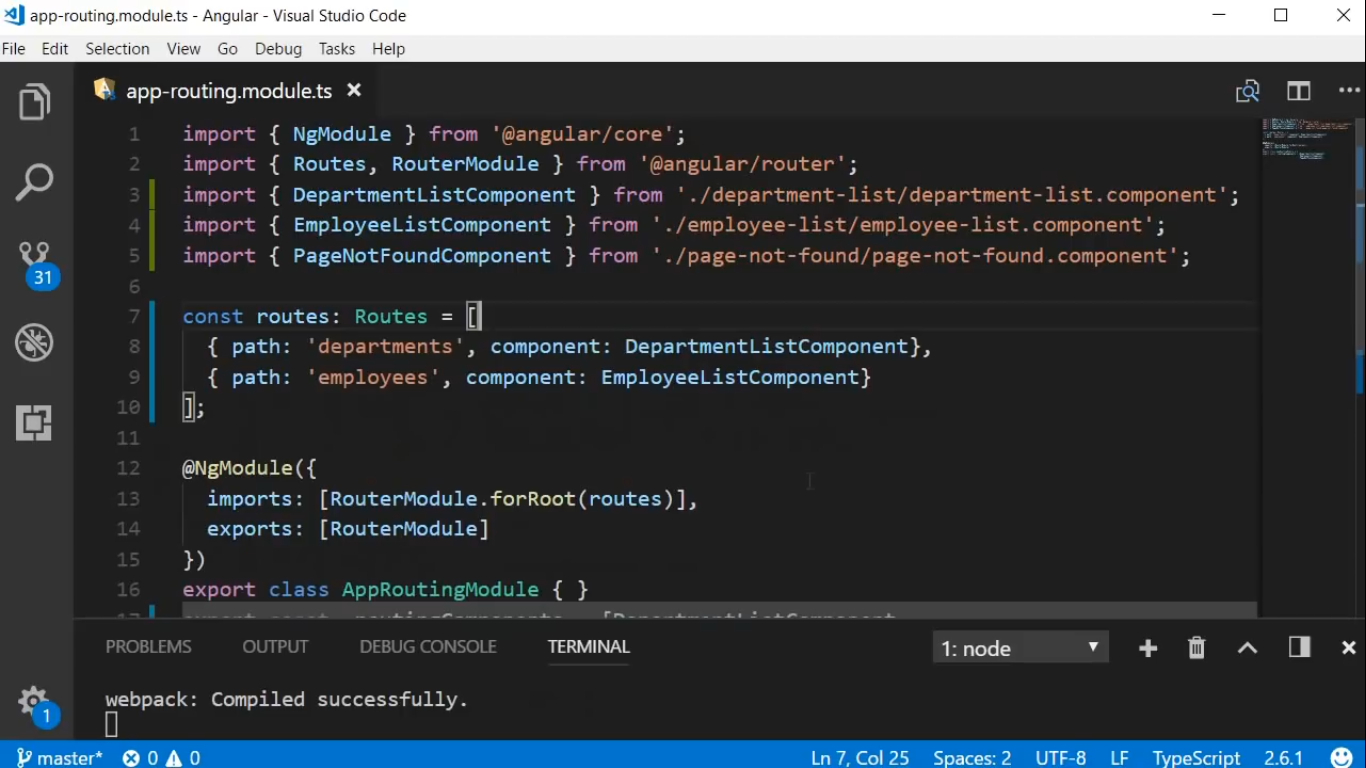 app-routing.module.ts - Angular - Visual Studio Code
File Edit Selection View Go Debug Tasks Help
app-routing.module.ts
1 import { NgModule } from '@angular/core';
2 import { Routes, RouterModule } from '@angular/router';
3 import { DepartmentListComponent } from './department-list/department-list.component';
4 import { EmployeeListComponent } from './employee-list/employee-list.component';
5 import { PageNotFoundComponent } from './page-not-found/page-not-found.component';
6
7 const routes: Routes = [
8 { path: 'departments', component: DepartmentListComponent},
9 { path: 'employees', component: EmployeeListComponent}
10 ];
11
12 @NgModule({
13 imports: [RouterModule.forRoot(routes)],
14 exports: [RouterModule]
15 })
16 export class AppRoutingModule { }
17 export const routingComponents = [DepartmentListComponent
31
PROBLEMS OUTPUT DEBUG CONSOLE TERMINAL 1: node
webpack: Compiled successfully.
1
master* 0 0 Ln 7, Col 25 Spaces: 2 UTF-8 LF TypeScript 2.6.1